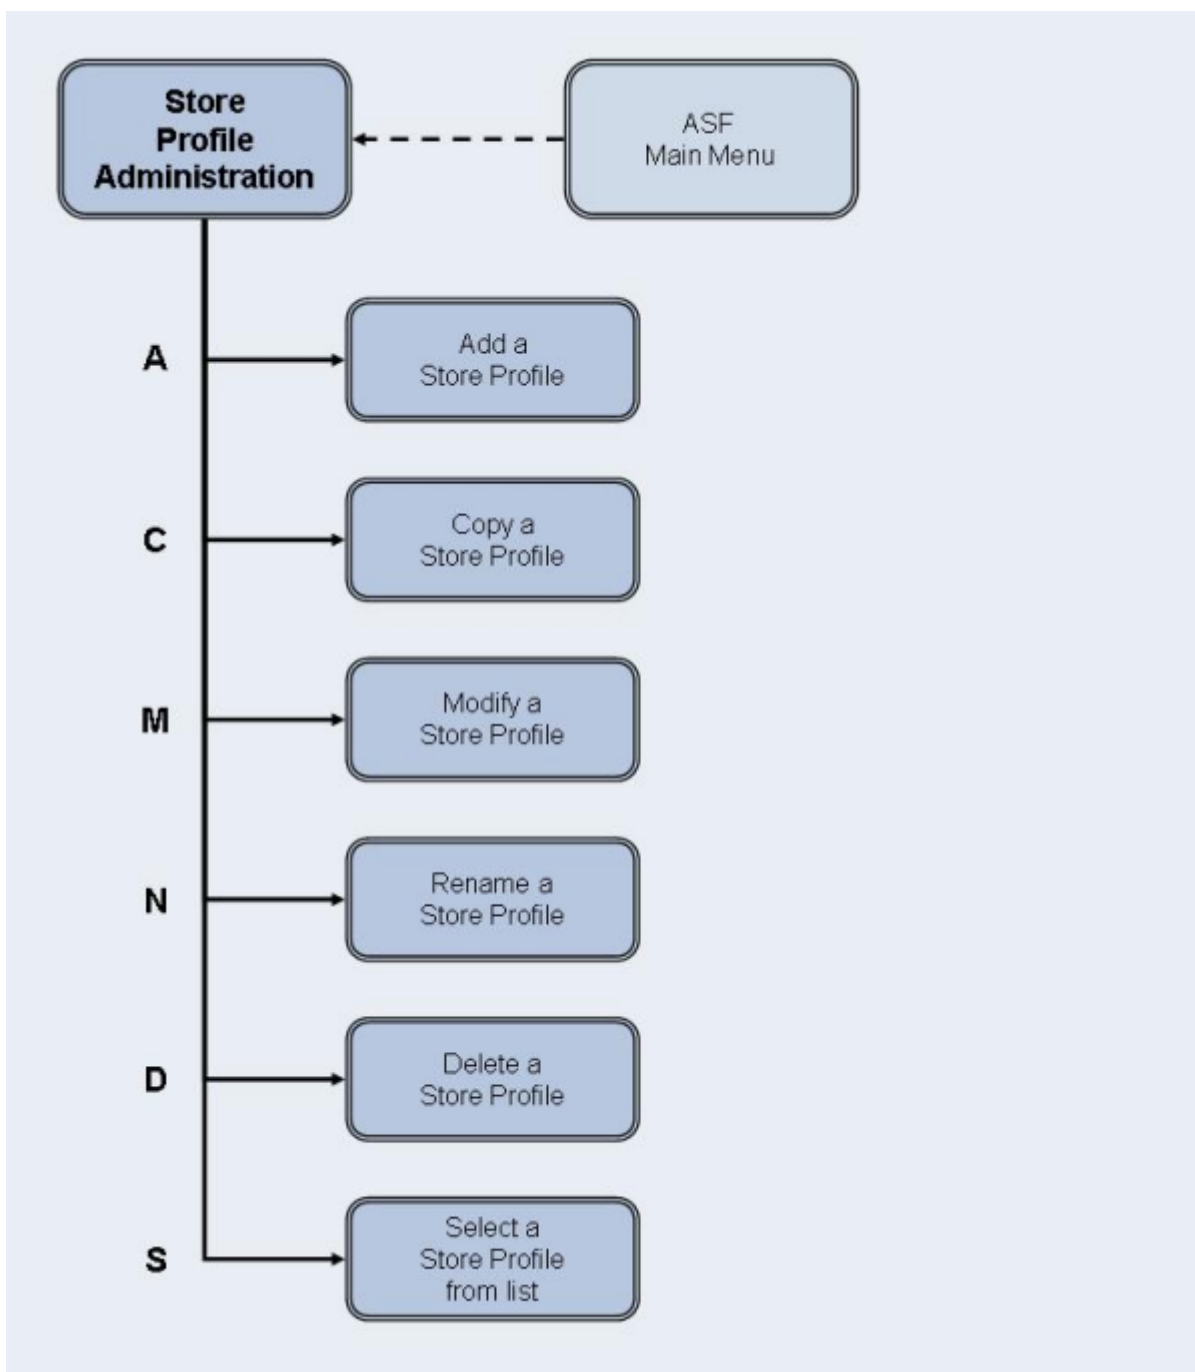 Store
Profile
Administration
ASF
Main Menu
A
Add a
Store Profile
C
Copy a
Store Profile
M
Modify a
Store Profile
N
Rename a
Store Profile
D
Delete a
Store Profile
S
Select a
Store Profile
from list